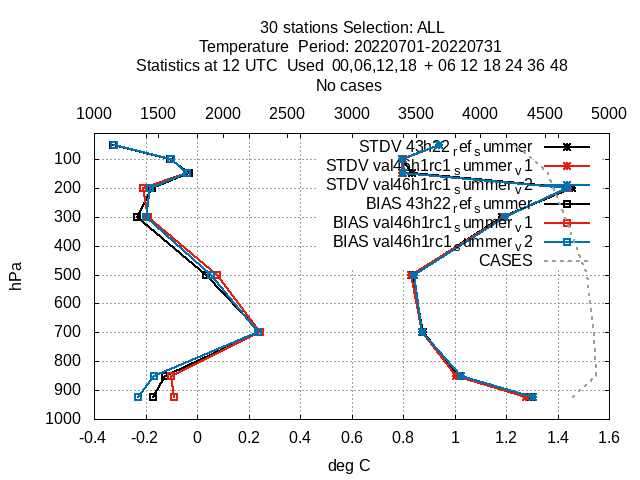 30 stations Selection: ALL
Temperature  Period: 20220701-20220731
Statistics at 12 UTC  Used  00,06,12,18  + 06 12 18 24 36 48
No cases
1000 1500 2000 2500 3000 3500 4000 4500 5000
STDV 43h22_ref_summer
100
STDV val46h1rc1_summer_v1
STDV val46h1rc1_summer_v2
200
BIAS 43h22_ref_summer
300
BIAS val46h1rc1_summer_v1
BIAS val46h1rc1_summer_v2
400
CASES
hPa
500
600
700
800
900
1000
-0.4 -0.2 0 0.2 0.4 0.6 0.8 1 1.2 1.4 1.6
deg C